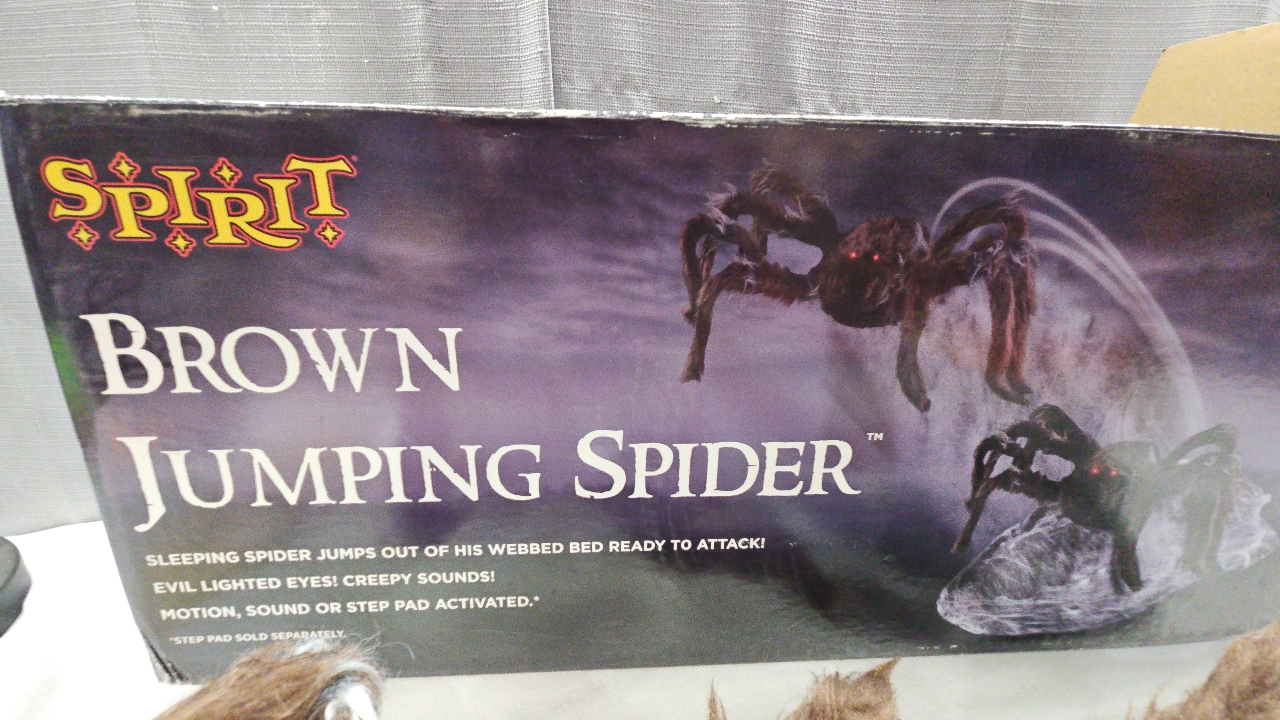 SPIRIT
BROWN
JUMPING SPIDER™
SLEEPING SPIDER JUMPS OUT OF HIS WEBBED BED READY TO ATTACK!
EVIL LIGHTED EYES! CREEPY SOUNDS!
MOTION, SOUND OR STEP PAD ACTIVATED.*
*STEP PAD SOLD SEPARATELY.